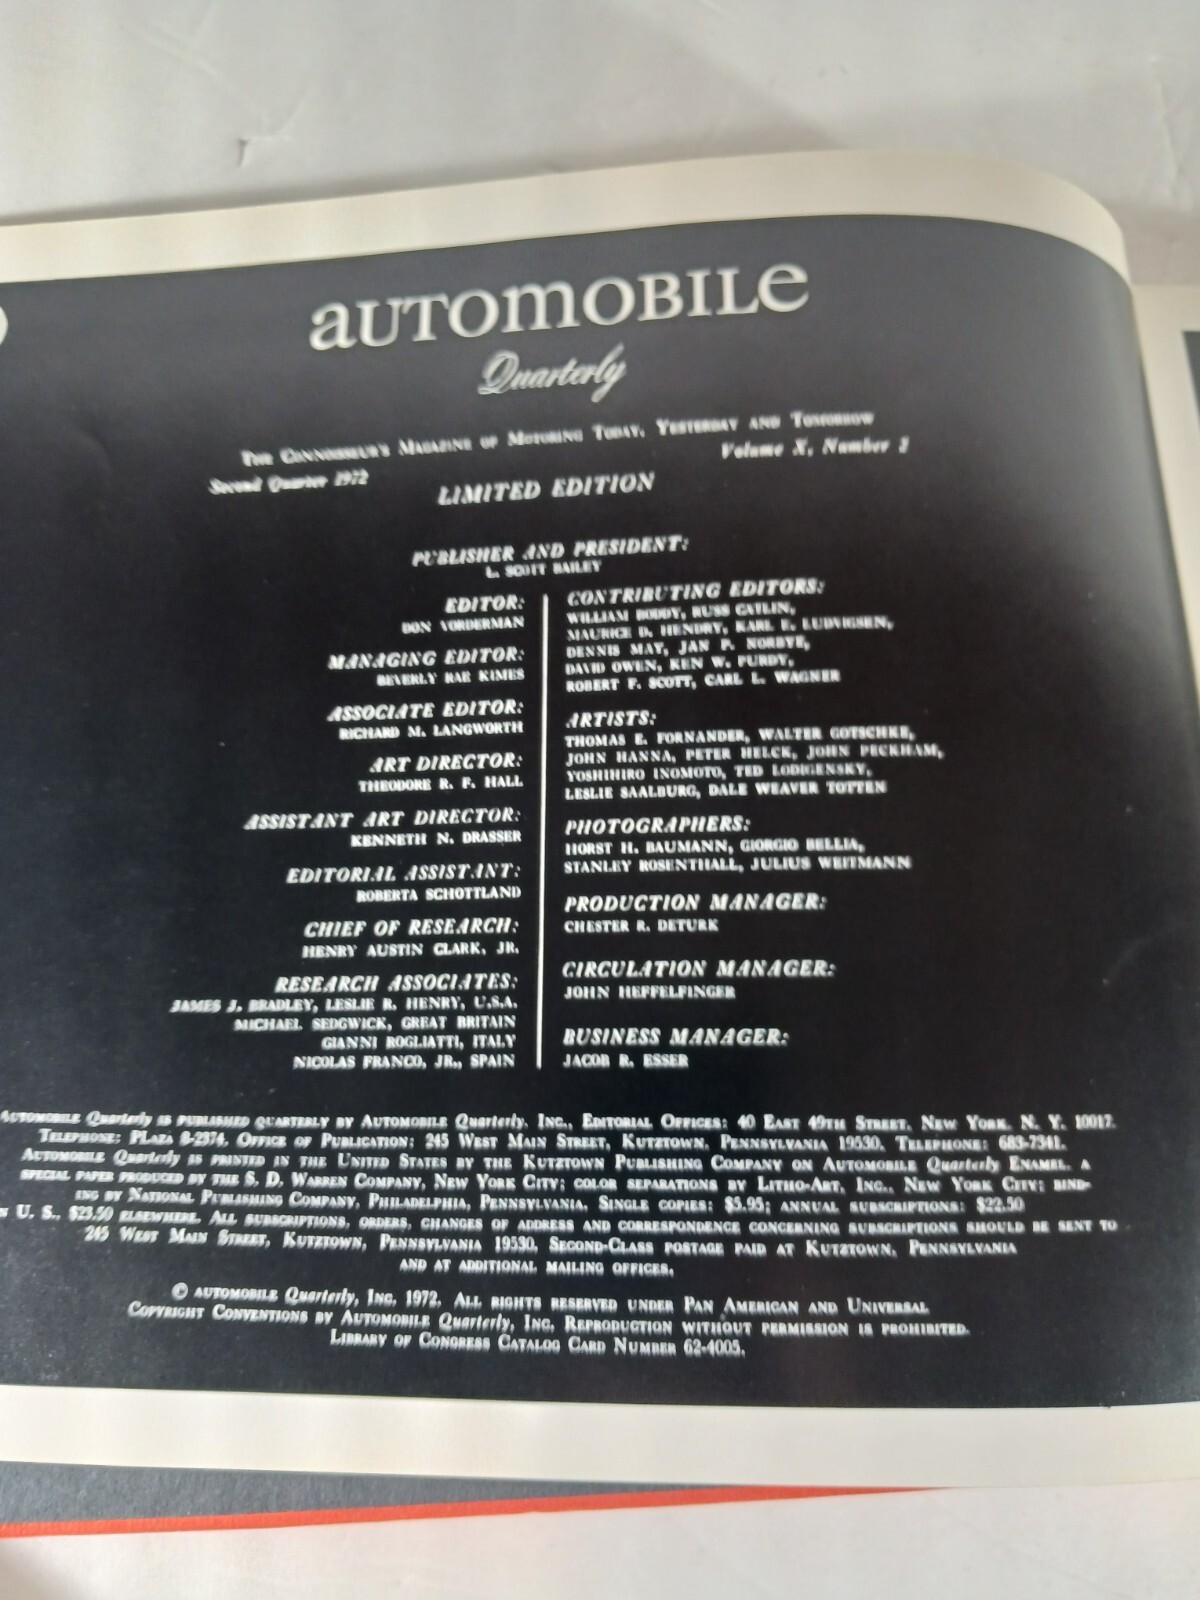 AUTOMOBILE
Quarterly
THE CONNOISSEUR'S MAGAZINE OF MOTORING TODAY, YESTERDAY AND TOMORROW
Second Quarter 1972
Volume X, Number 2
LIMITED EDITION
PUBLISHER AND PRESIDENT:
L. SCOTT BAILEY
EDITOR:
DON VORDERMAN
MANAGING EDITOR:
BEVERLY RAE KIMES
ASSOCIATE EDITOR:
RICHARD M. LANGWORTH
ART DIRECTOR:
THEODORE R. F. HALL
ASSISTANT ART DIRECTOR:
KENNETH N. DRASSER
EDITORIAL ASSISTANT:
ROBERTA SCHOTTLAND
CHIEF OF RESEARCH:
HENRY AUSTIN CLARK, JR.
RESEARCH ASSOCIATES:
JAMES J. BRADLEY, LESLIE R. HENRY, U.S.A.
MICHAEL SEDGWICK, GREAT BRITAIN
GIANNI ROGLIATTI, ITALY
NICOLAS FRANCO, JR., SPAIN
CONTRIBUTING EDITORS:
WILLIAM BODDY, RUSS CATLIN,
MAURICE D. HENDRY, KARL E. LUDVIGSEN,
DENNIS MAY, JAN P. NORBYE,
DAVID OWEN, KEN W. PURDY,
ROBERT F. SCOTT, CARL L. WAGNER
ARTISTS:
THOMAS E. FORNANDER, WALTER GOTSCHKE,
JOHN HANNA, PETER HELCK, JOHN PECKHAM,
YOSHIHIRO INOMOTO, TED LODIGENSKY,
LESLIE SAALBURG, DALE WEAVER TOTTEN
PHOTOGRAPHERS:
HORST H. BAUMANN, GIORGIO BELLIA,
STANLEY ROSENTHALL, JULIUS WEITMANN
PRODUCTION MANAGER:
CHESTER R. DETURK
CIRCULATION MANAGER:
JOHN HEFFELFINGER
BUSINESS MANAGER:
JACOB R. ESSER
AUTOMOBILE Quarterly IS PUBLISHED QUARTERLY BY AUTOMOBILE Quarterly, INC., EDITORIAL OFFICES: 40 EAST 49TH STREET, NEW YORK, N. Y. 10017.
TELEPHONE: PLAZA 8-2374. OFFICE OF PUBLICATION: 245 WEST MAIN STREET, KUTZTOWN, PENNSYLVANIA 19530. TELEPHONE: 683-7341.
AUTOMOBILE Quarterly IS PRINTED IN THE UNITED STATES BY THE KUTZTOWN PUBLISHING COMPANY ON AUTOMOBILE Quarterly ENAMEL, A
SPECIAL PAPER PRODUCED BY THE S. D. WARREN COMPANY, NEW YORK CITY; COLOR SEPARATIONS BY LITHO-ART, INC., NEW YORK CITY; BIND-
ING BY NATIONAL PUBLISHING COMPANY, PHILADELPHIA, PENNSYLVANIA. SINGLE COPIES: $5.95; ANNUAL SUBSCRIPTIONS: $22.50
N U. S., $23.50 ELSEWHERE. ALL SUBSCRIPTIONS, ORDERS, CHANGES OF ADDRESS AND CORRESPONDENCE CONCERNING SUBSCRIPTIONS SHOULD BE SENT TO
245 WEST MAIN STREET, KUTZTOWN, PENNSYLVANIA 19530. SECOND-CLASS POSTAGE PAID AT KUTZTOWN, PENNSYLVANIA
AND AT ADDITIONAL MAILING OFFICES.
© AUTOMOBILE Quarterly, INC. 1972. ALL RIGHTS RESERVED UNDER PAN AMERICAN AND UNIVERSAL
COPYRIGHT CONVENTIONS BY AUTOMOBILE Quarterly, INC. REPRODUCTION WITHOUT PERMISSION IS PROHIBITED.
LIBRARY OF CONGRESS CATALOG CARD NUMBER 62-4005.